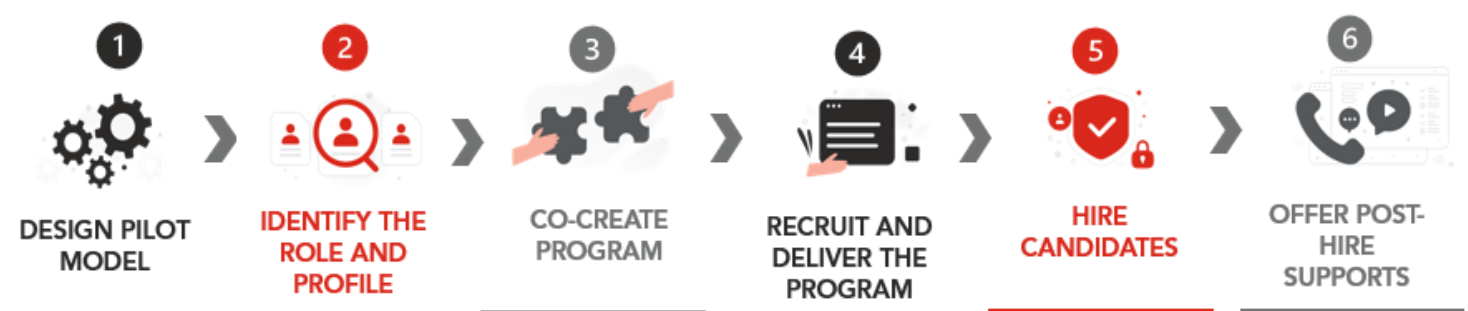 1
DESIGN PILOT
MODEL
2
IDENTIFY THE
ROLE AND
PROFILE
3
CO-CREATE
PROGRAM
4
RECRUIT AND
DELIVER THE
PROGRAM
5
HIRE
CANDIDATES
6
OFFER POST-
HIRE
SUPPORTS